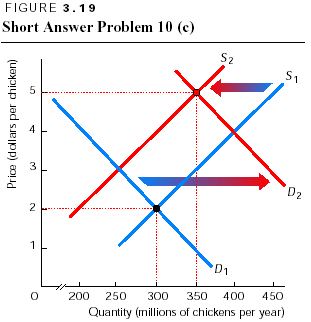 FIGURE 3.19
Short Answer Problem 10 (c)
Price (dollars per chicken)
S2
S1
5
4
3
2
1
D2
D1
0 200 250 300 350 400 450
Quantity (millions of chickens per year)